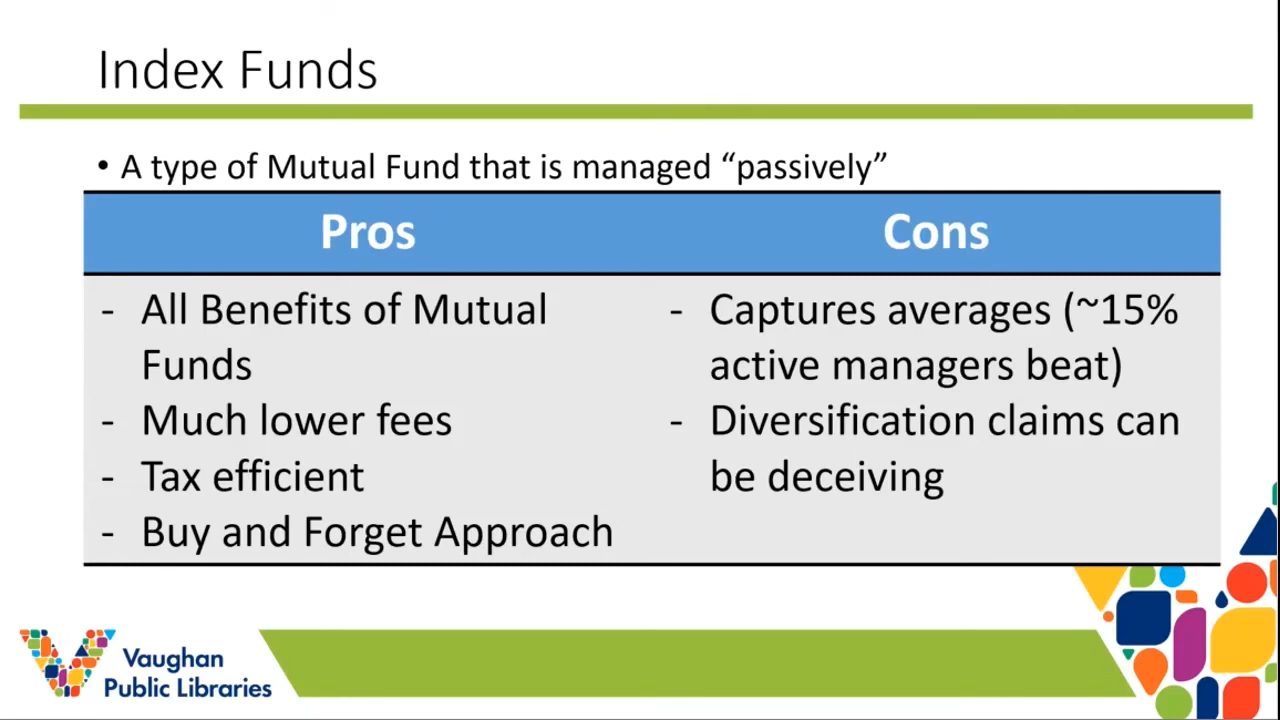 Index Funds
• A type of Mutual Fund that is managed “passively”
Pros
Cons
- All Benefits of Mutual
Funds
- Much lower fees
- Tax efficient
- Buy and Forget Approach
- Captures averages (~15%
active managers beat)
- Diversification claims can
be deceiving
Vaughan
Public Libraries